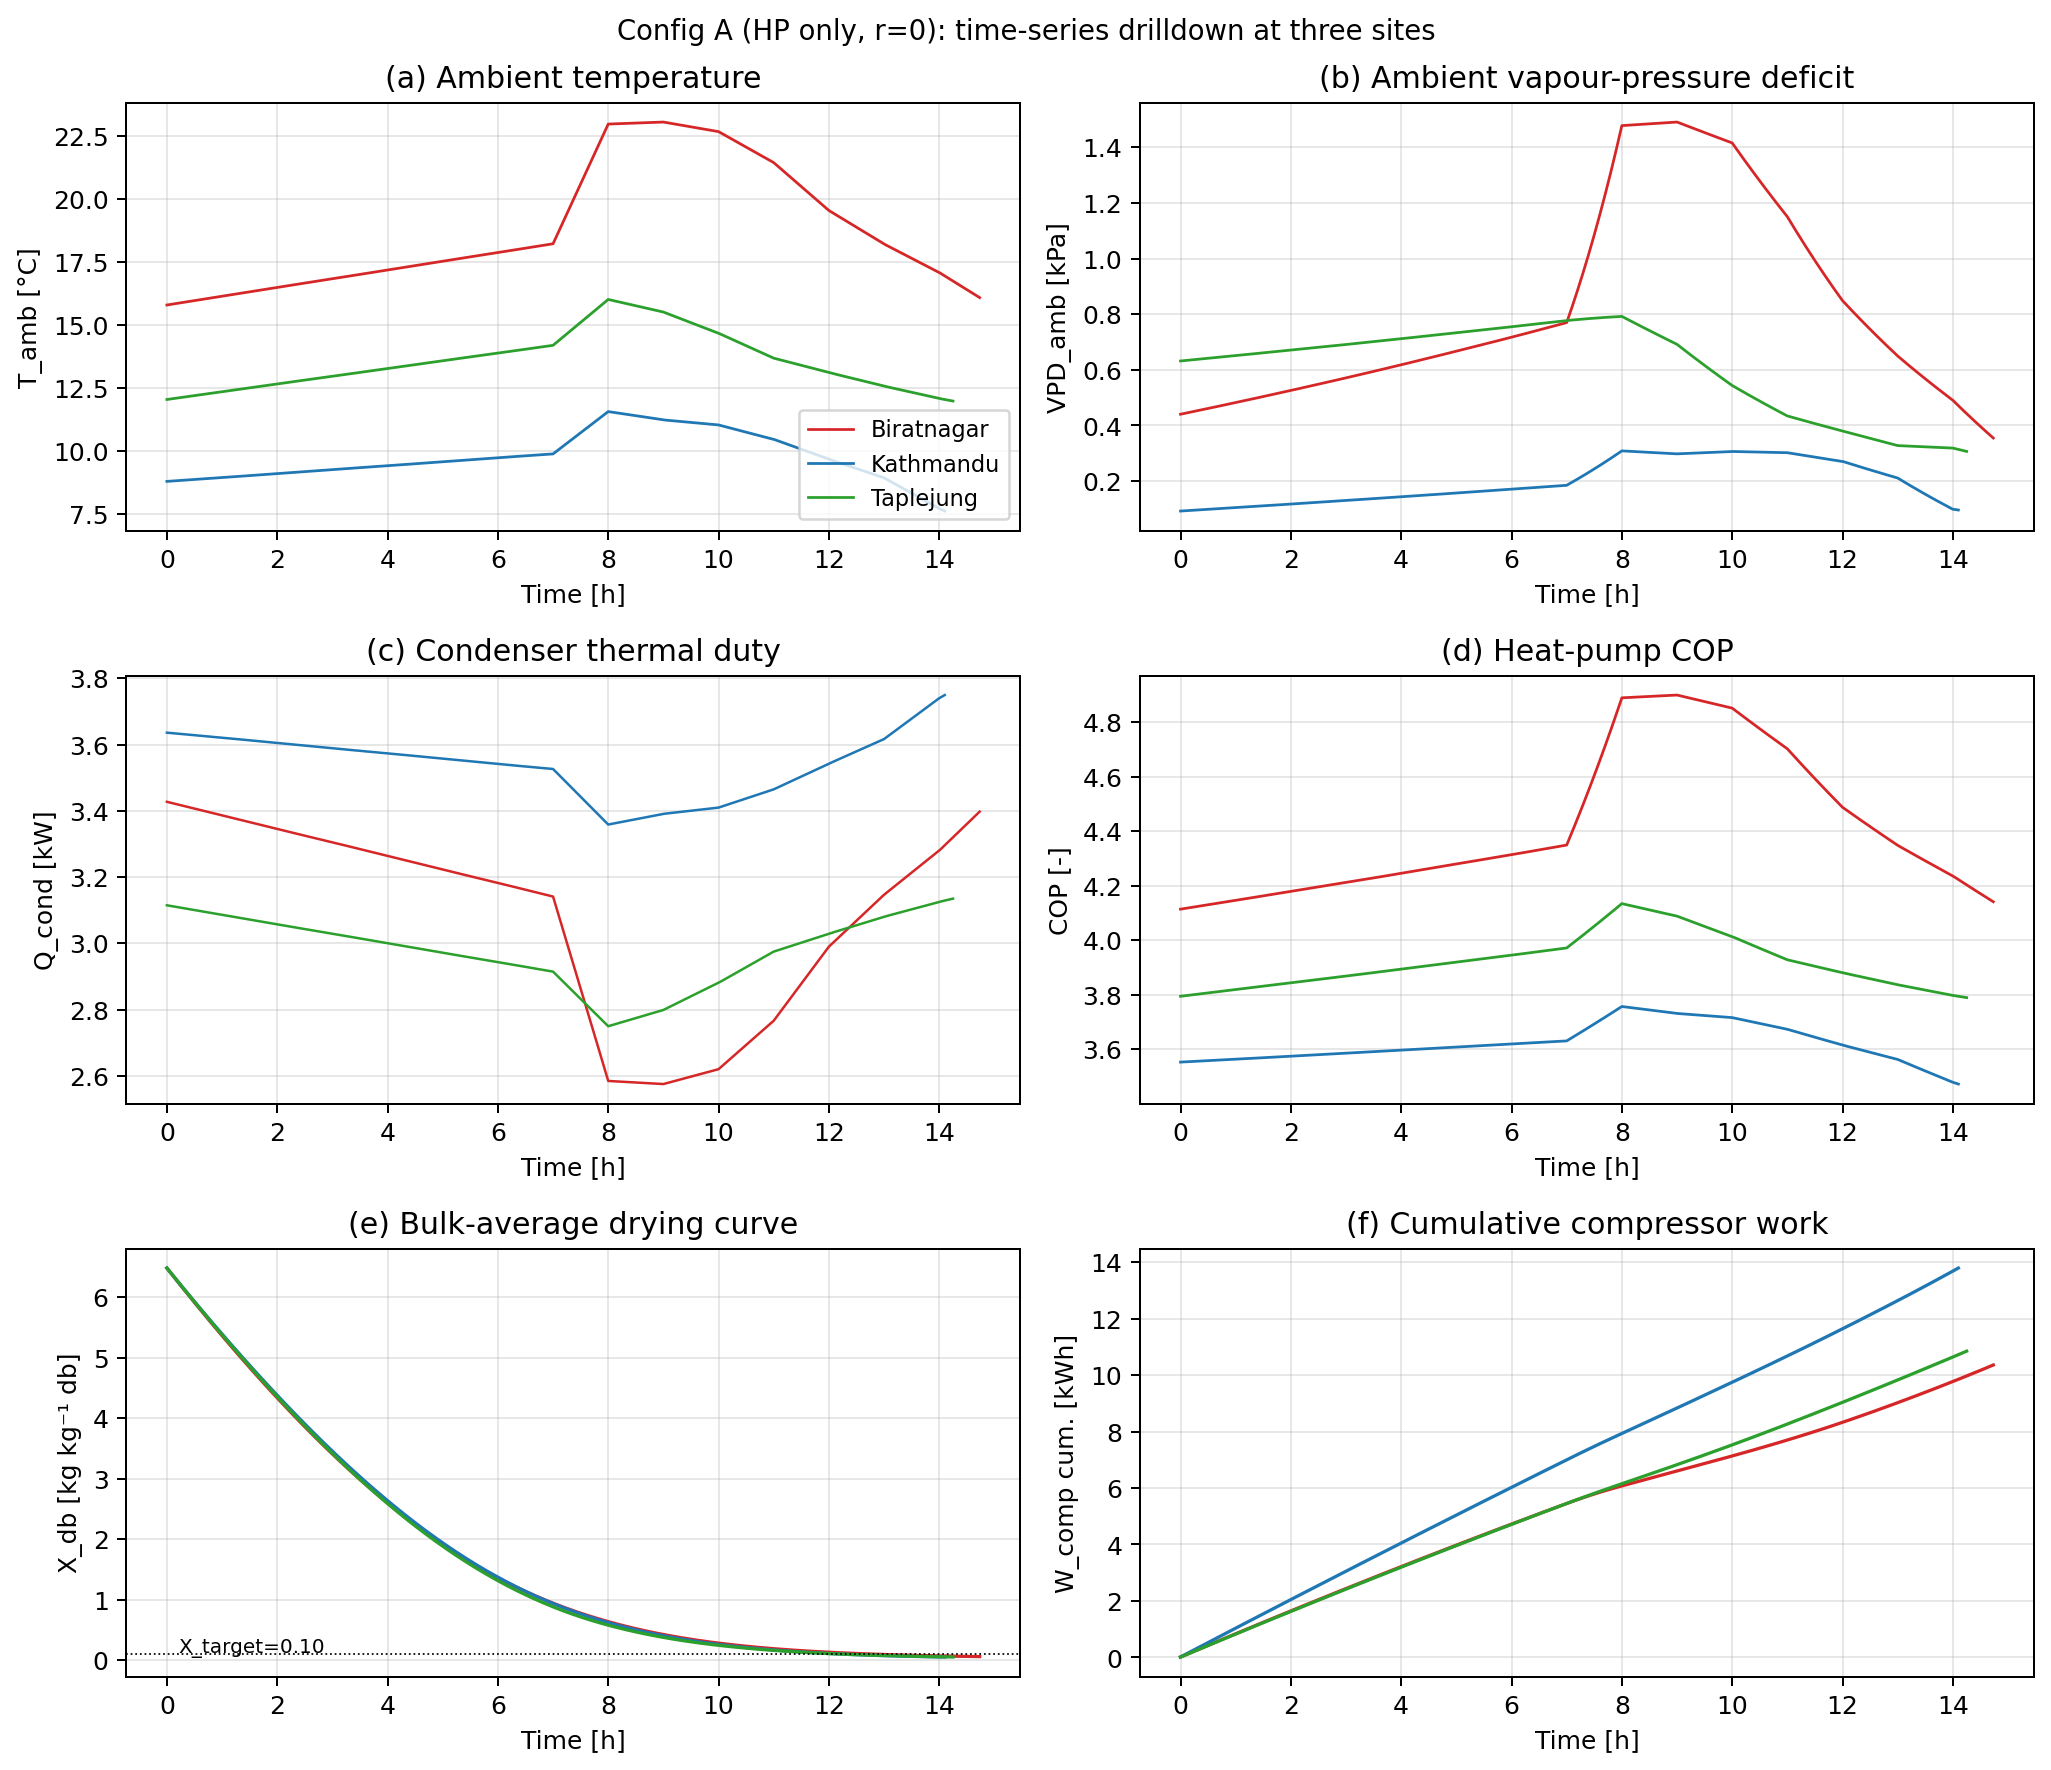 Config A (HP only, r=0): time-series drilldown at three sites
(a) Ambient temperature
T_amb [°C]
22.5
20.0
17.5
15.0
12.5
10.0
7.5
0 2 4 6 8 10 12 14
Time [h]
Biratnagar
Kathmandu
Taplejung
(b) Ambient vapour-pressure deficit
VPD_amb [kPa]
1.4
1.2
1.0
0.8
0.6
0.4
0.2
0 2 4 6 8 10 12 14
Time [h]
(c) Condenser thermal duty
Q_cond [kW]
3.8
3.6
3.4
3.2
3.0
2.8
2.6
0 2 4 6 8 10 12 14
Time [h]
(d) Heat-pump COP
COP [-]
4.8
4.6
4.4
4.2
4.0
3.8
3.6
0 2 4 6 8 10 12 14
Time [h]
(e) Bulk-average drying curve
X_db [kg kg⁻¹ db]
6
5
4
3
2
1
0
X_target=0.10
0 2 4 6 8 10 12 14
Time [h]
(f) Cumulative compressor work
W_comp cum. [kWh]
14
12
10
8
6
4
2
0
0 2 4 6 8 10 12 14
Time [h]